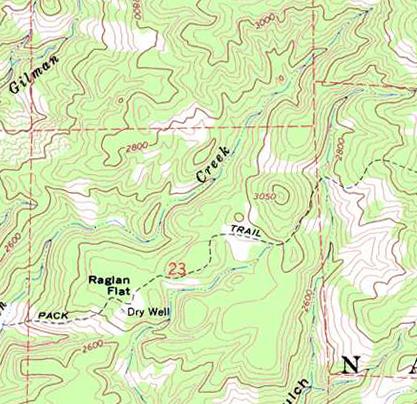 3000
Gilman
2800
2800
Creek
3050
TRAIL
2600
23
Raglan
Flat
Dry Well
PACK
2600
2600
N
ulch